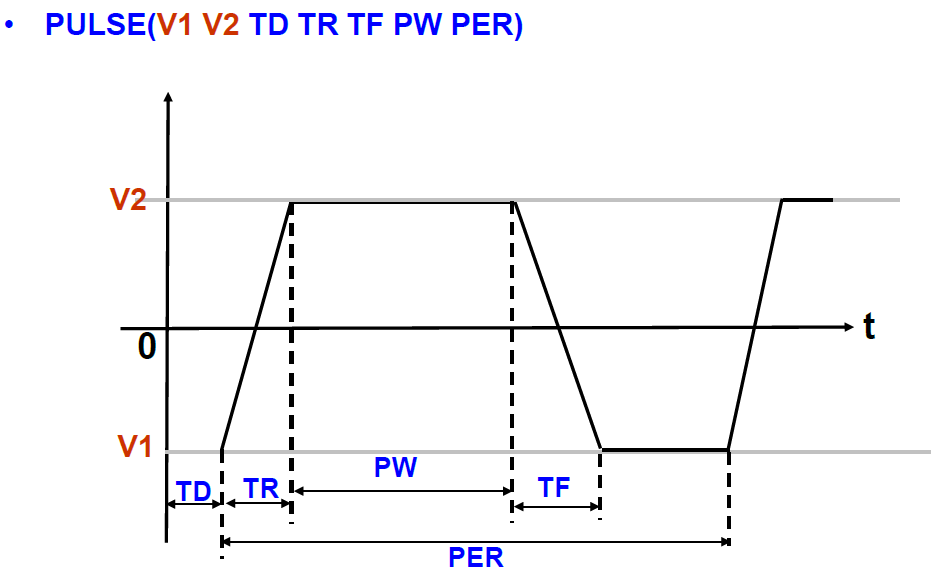 • PULSE(V1 V2 TD TR TF PW PER)
V2
t
0
V1
PW
TD
TR
TF
PER